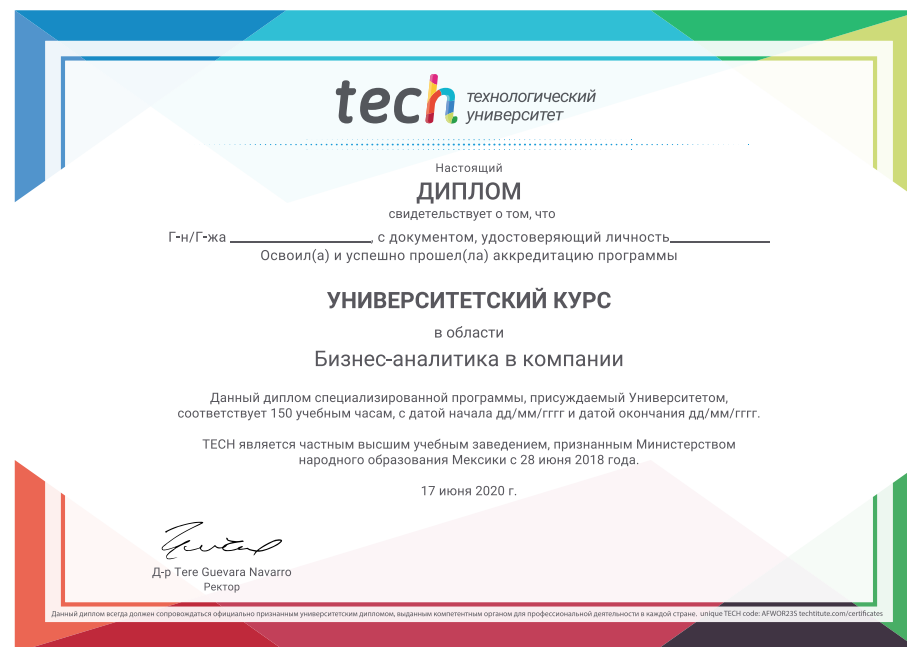 tech технологический
университет
Настоящий
ДИПЛОМ
свидетельствует о том, что
Г-н/Г-жа ____________________, с документом, удостоверяющий личность______________
Освоил(а) и успешно прошел(ла) аккредитацию программы
УНИВЕРСИТЕТСКИЙ КУРС
в области
Бизнес-аналитика в компании
Данный диплом специализированной программы, присуждаемый Университетом,
соответствует 150 учебным часам, с датой начала дд/мм/гггг и датой окончания дд/мм/гггг.
TECH является частным высшим учебным заведением, признанным Министерством
народного образования Мексики с 28 июня 2018 года.
17 июня 2020 г.
Д-р Tere Guevara Navarro
Ректор
Данный диплом всегда должен сопровождаться официально признанным университетским дипломом, выданным компетентным органом для профессиональной деятельности в каждой стране. unique TECH code: AFWOR23S techtitute.com/certificates